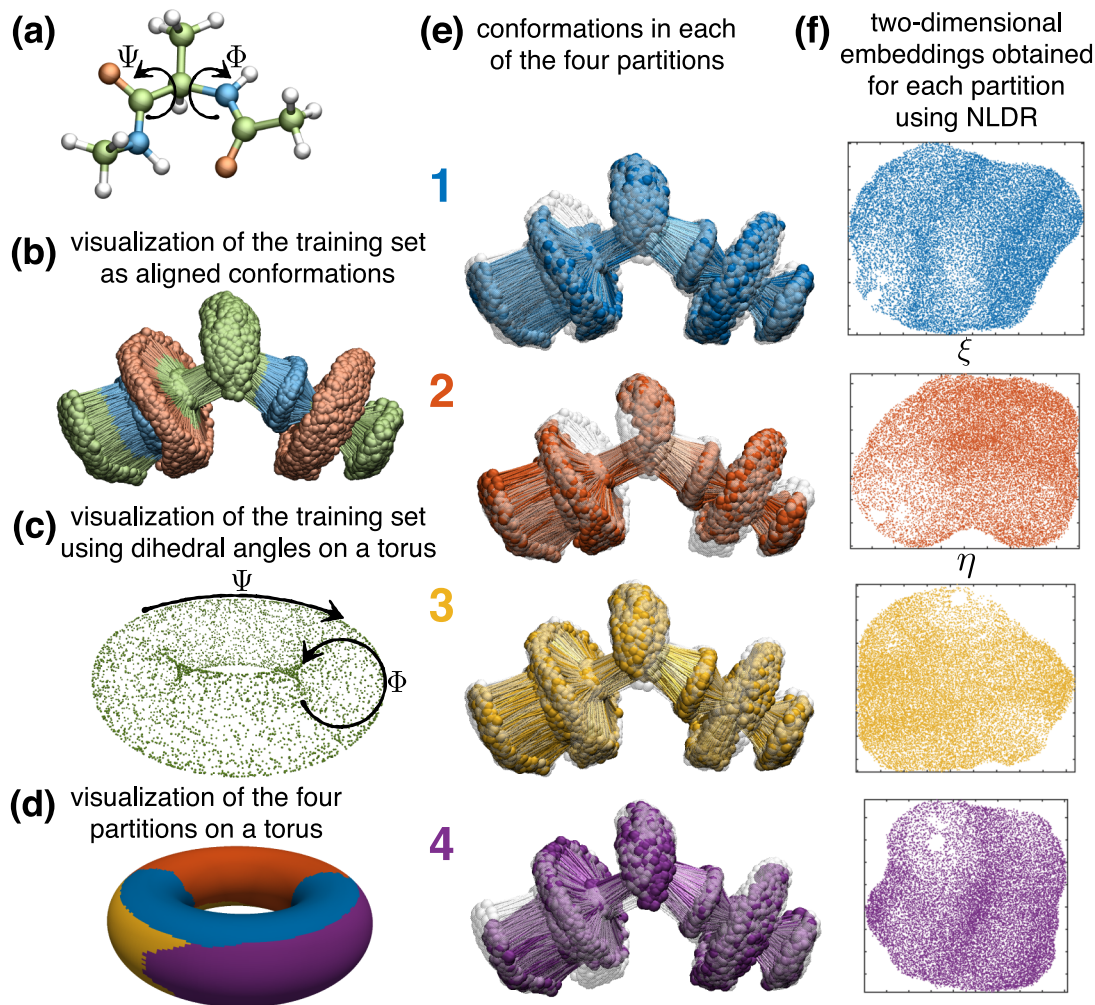 (a)
Ψ
Φ
(b) visualization of the training set
as aligned conformations
(c) visualization of the training set
using dihedral angles on a torus
Ψ
Φ
(d) visualization of the four
partitions on a torus
(e) conformations in each
of the four partitions
1
2
3
4
(f) two-dimensional
embeddings obtained
for each partition
using NLDR
ξ
η